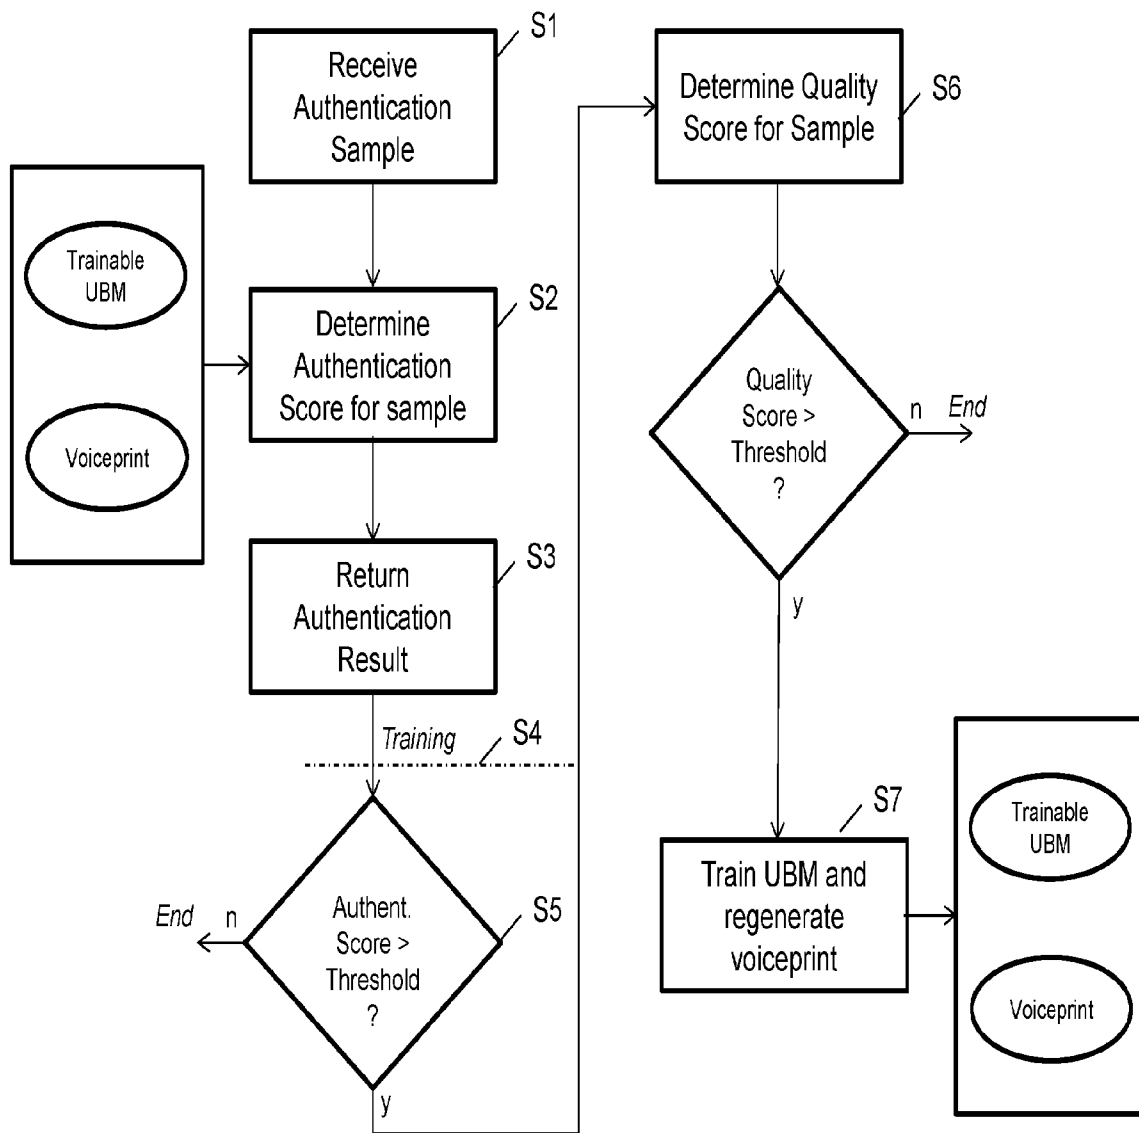 S1
Receive
Authentication
Sample
Trainable
UBM
Voiceprint
S2
Determine
Authentication
Score for sample
S3
Return
Authentication
Result
Training
S4
S5
Authent.
Score >
Threshold
?
n
End
y
Determine Quality
Score for Sample
S6
Quality
Score >
Threshold
?
n
End
y
S7
Train UBM and
regenerate
voiceprint
Trainable
UBM
Voiceprint